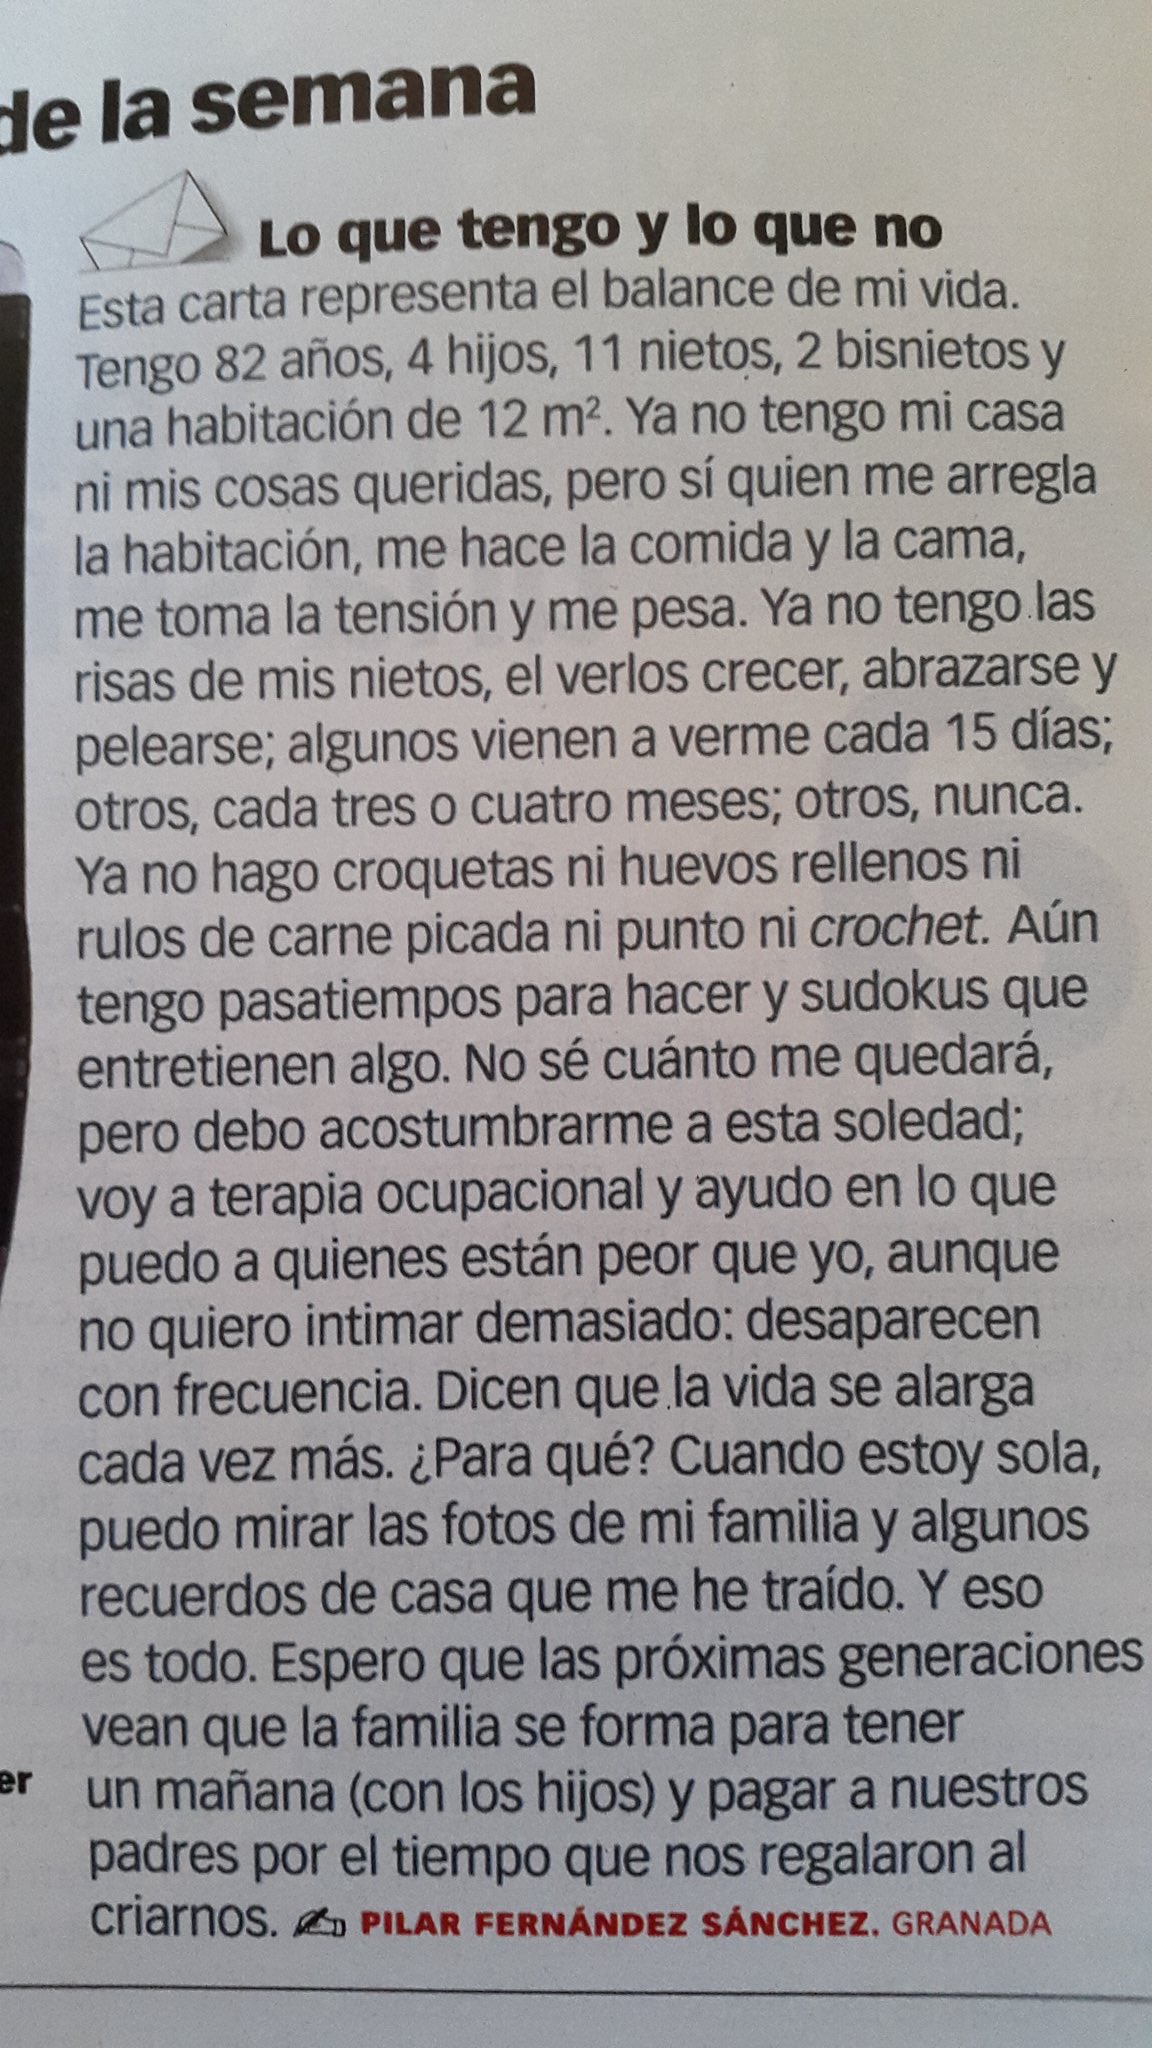 de la semana
Lo que tengo y lo que no
Esta carta representa el balance de mi vida.
Tengo 82 años, 4 hijos, 11 nietos, 2 bisnietos y
una habitación de 12 m². Ya no tengo mi casa
ni mis cosas queridas, pero sí quien me arregla
la habitación, me hace la comida y la cama,
me toma la tensión y me pesa. Ya no tengo las
risas de mis nietos, el verlos crecer, abrazarse y
pelearse; algunos vienen a verme cada 15 días;
otros, cada tres o cuatro meses; otros, nunca.
Ya no hago croquetas ni huevos rellenos ni
rulos de carne picada ni punto ni crochet. Aún
tengo pasatiempos para hacer y sudokus que
entretienen algo. No sé cuánto me quedará,
pero debo acostumbrarme a esta soledad;
voy a terapia ocupacional y ayudo en lo que
puedo a quienes están peor que yo, aunque
no quiero intimar demasiado: desaparecen
con frecuencia. Dicen que la vida se alarga
cada vez más. ¿Para qué? Cuando estoy sola,
puedo mirar las fotos de mi familia y algunos
recuerdos de casa que me he traído. Y eso
es todo. Espero que las próximas generaciones
vean que la familia se forma para tener
un mañana (con los hijos) y pagar a nuestros
padres por el tiempo que nos regalaron al
criarnos. ✍ PILAR FERNÁNDEZ SÁNCHEZ. GRANADA
er